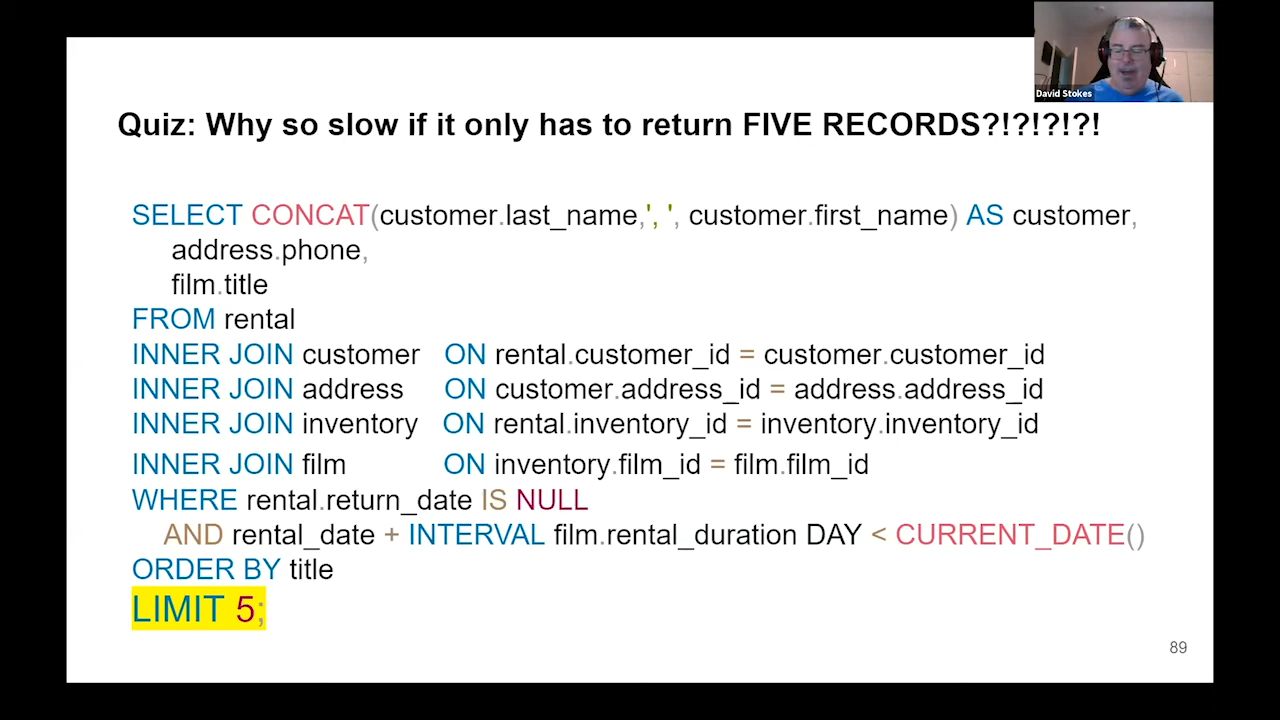 David Stokes
Quiz: Why so slow if it only has to return FIVE RECORDS?!?!?!?!
SELECT CONCAT(customer.last_name,', ', customer.first_name) AS customer,
address.phone,
film.title
FROM rental
INNER JOIN customer ON rental.customer_id = customer.customer_id
INNER JOIN address ON customer.address_id = address.address_id
INNER JOIN inventory ON rental.inventory_id = inventory.inventory_id
INNER JOIN film ON inventory.film_id = film.film_id
WHERE rental.return_date IS NULL
AND rental_date + INTERVAL film.rental_duration DAY < CURRENT_DATE()
ORDER BY title
LIMIT 5;
89